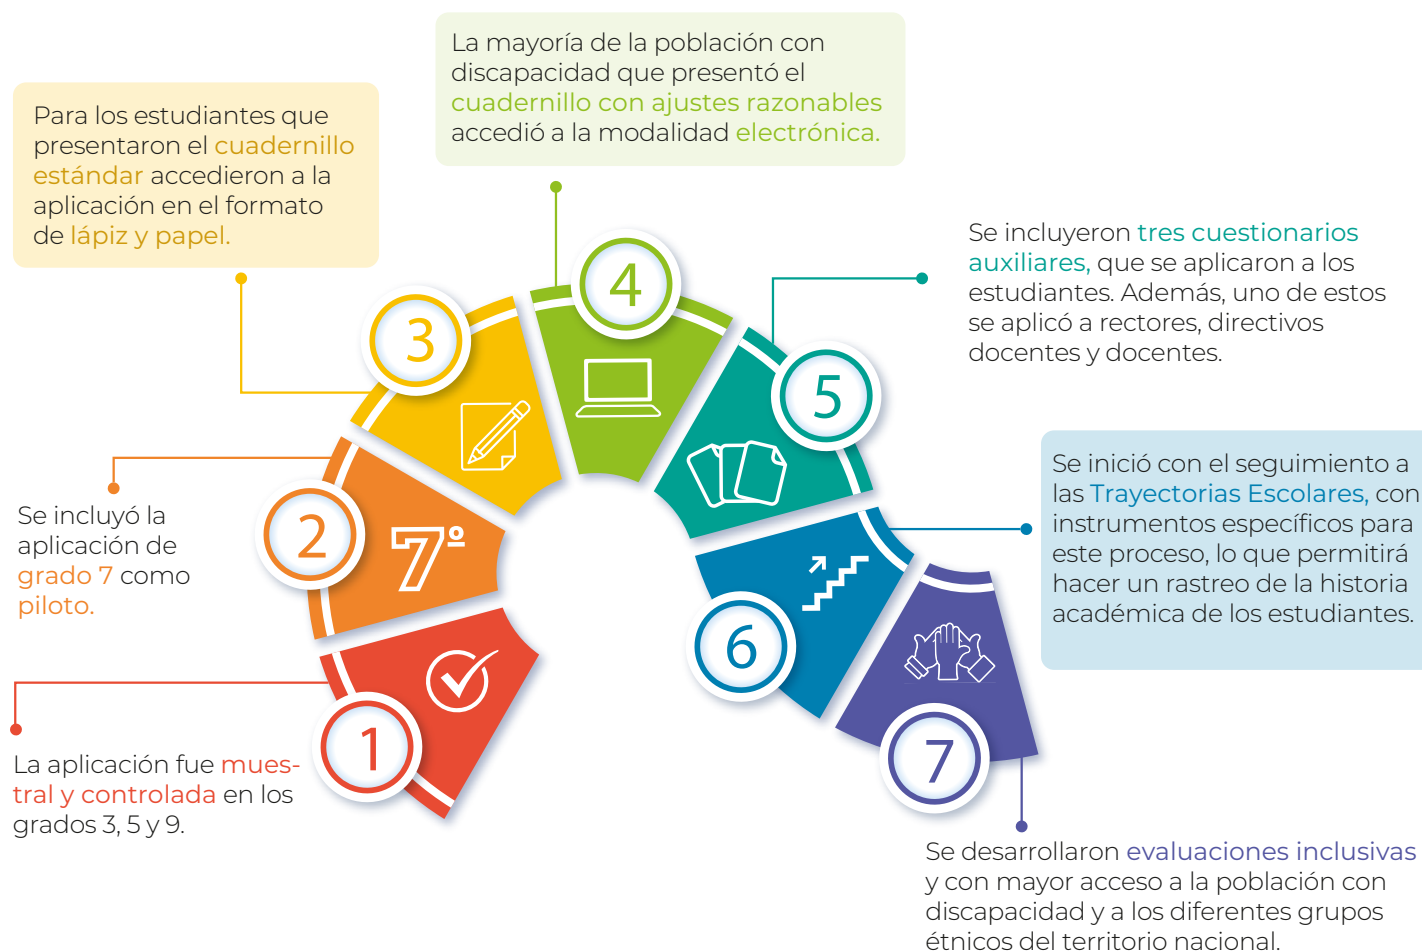 La mayoría de la población con
discapacidad que presentó el
cuadernillo con ajustes razonables
accedió a la modalidad electrónica.
Para los estudiantes que
presentaron el cuadernillo
estándar accedieron a la
aplicación en el formato
de lápiz y papel.
Se incluyeron tres cuestionarios
auxiliares, que se aplicaron a los
estudiantes. Además, uno de estos
se aplicó a rectores, directivos
docentes y docentes.
4
3
5
Se inició con el seguimiento a
las Trayectorias Escolares, con
instrumentos específicos para
este proceso, lo que permitirá
hacer un rastreo de la historia
académica de los estudiantes.
Se incluyó la
aplicación de
grado 7 como
piloto.
2
7º
6
1
7
La aplicación fue mues-
tral y controlada en los
grados 3, 5 y 9.
Se desarrollaron evaluaciones inclusivas
y con mayor acceso a la población con
discapacidad y a los diferentes grupos
étnicos del territorio nacional.